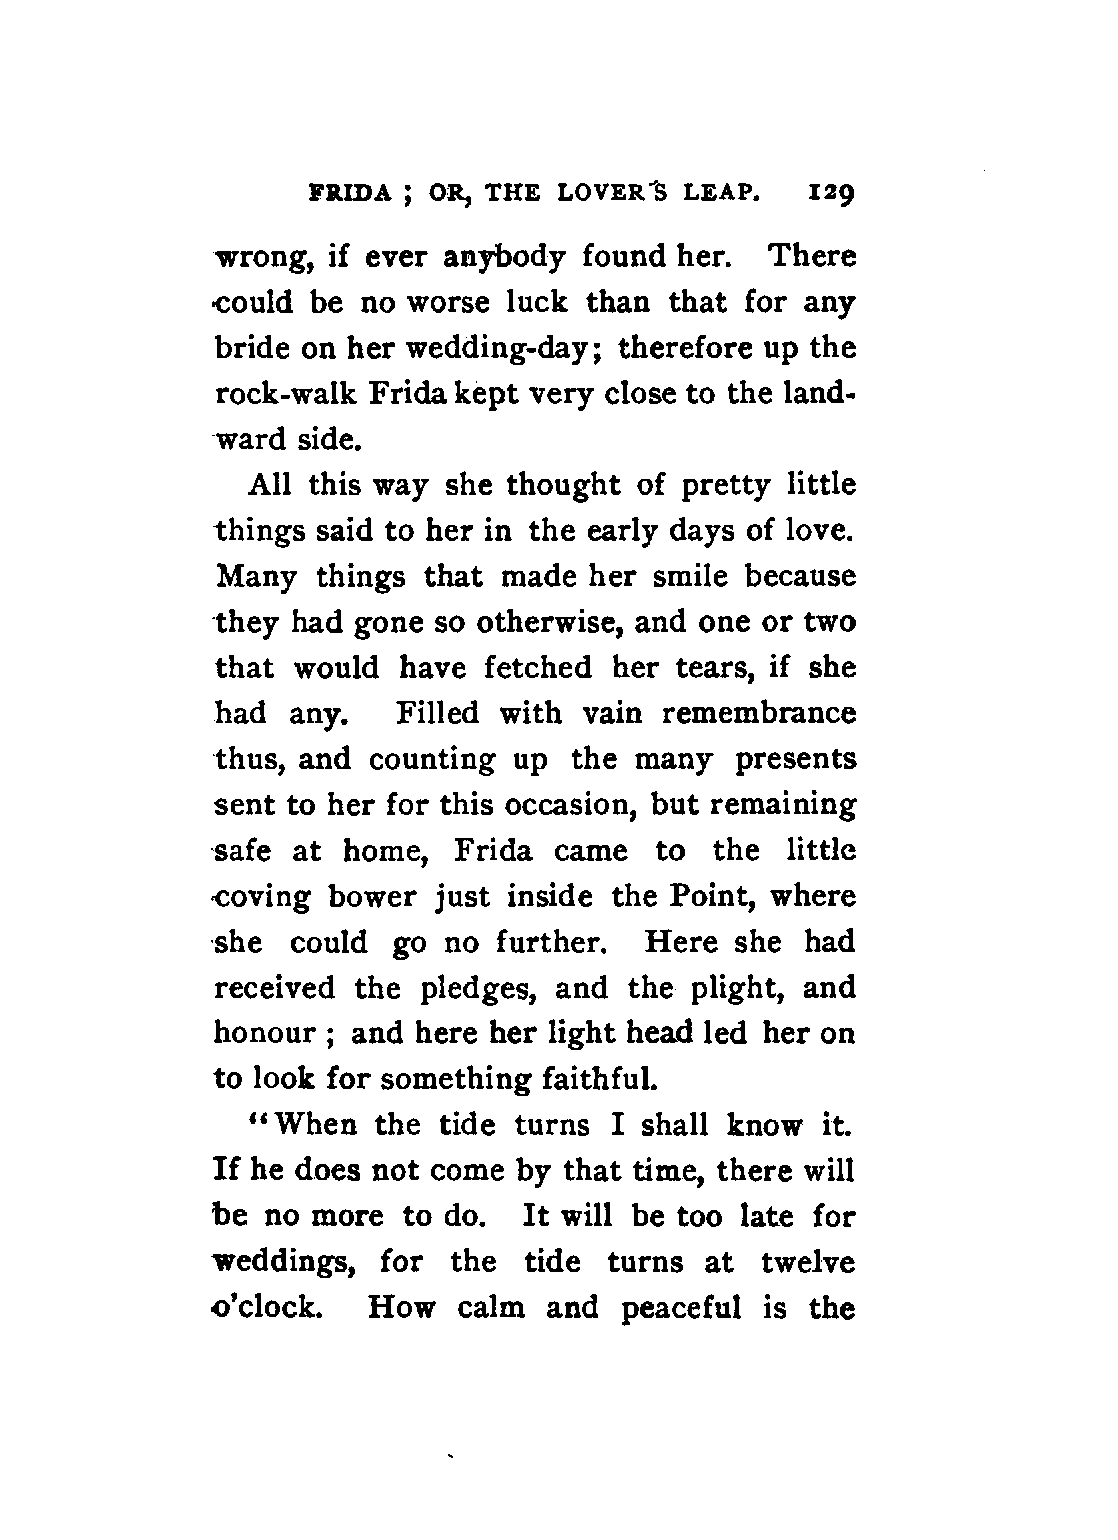 FRIDA ; OR, THE LOVER'S LEAP. 129
wrong, if ever anybody found her. There
could be no worse luck than that for any
bride on her wedding-day; therefore up the
rock-walk Frida kept very close to the land-
ward side.
All this way she thought of pretty little
things said to her in the early days of love.
Many things that made her smile because
they had gone so otherwise, and one or two
that would have fetched her tears, if she
had any. Filled with vain remembrance
thus, and counting up the many presents
sent to her for this occasion, but remaining
safe at home, Frida came to the little
coving bower just inside the Point, where
she could go no further. Here she had
received the pledges, and the plight, and
honour ; and here her light head led her on
to look for something faithful.
"When the tide turns I shall know it.
If he does not come by that time, there will
be no more to do. It will be too late for
weddings, for the tide turns at twelve
o'clock. How calm and peaceful is the